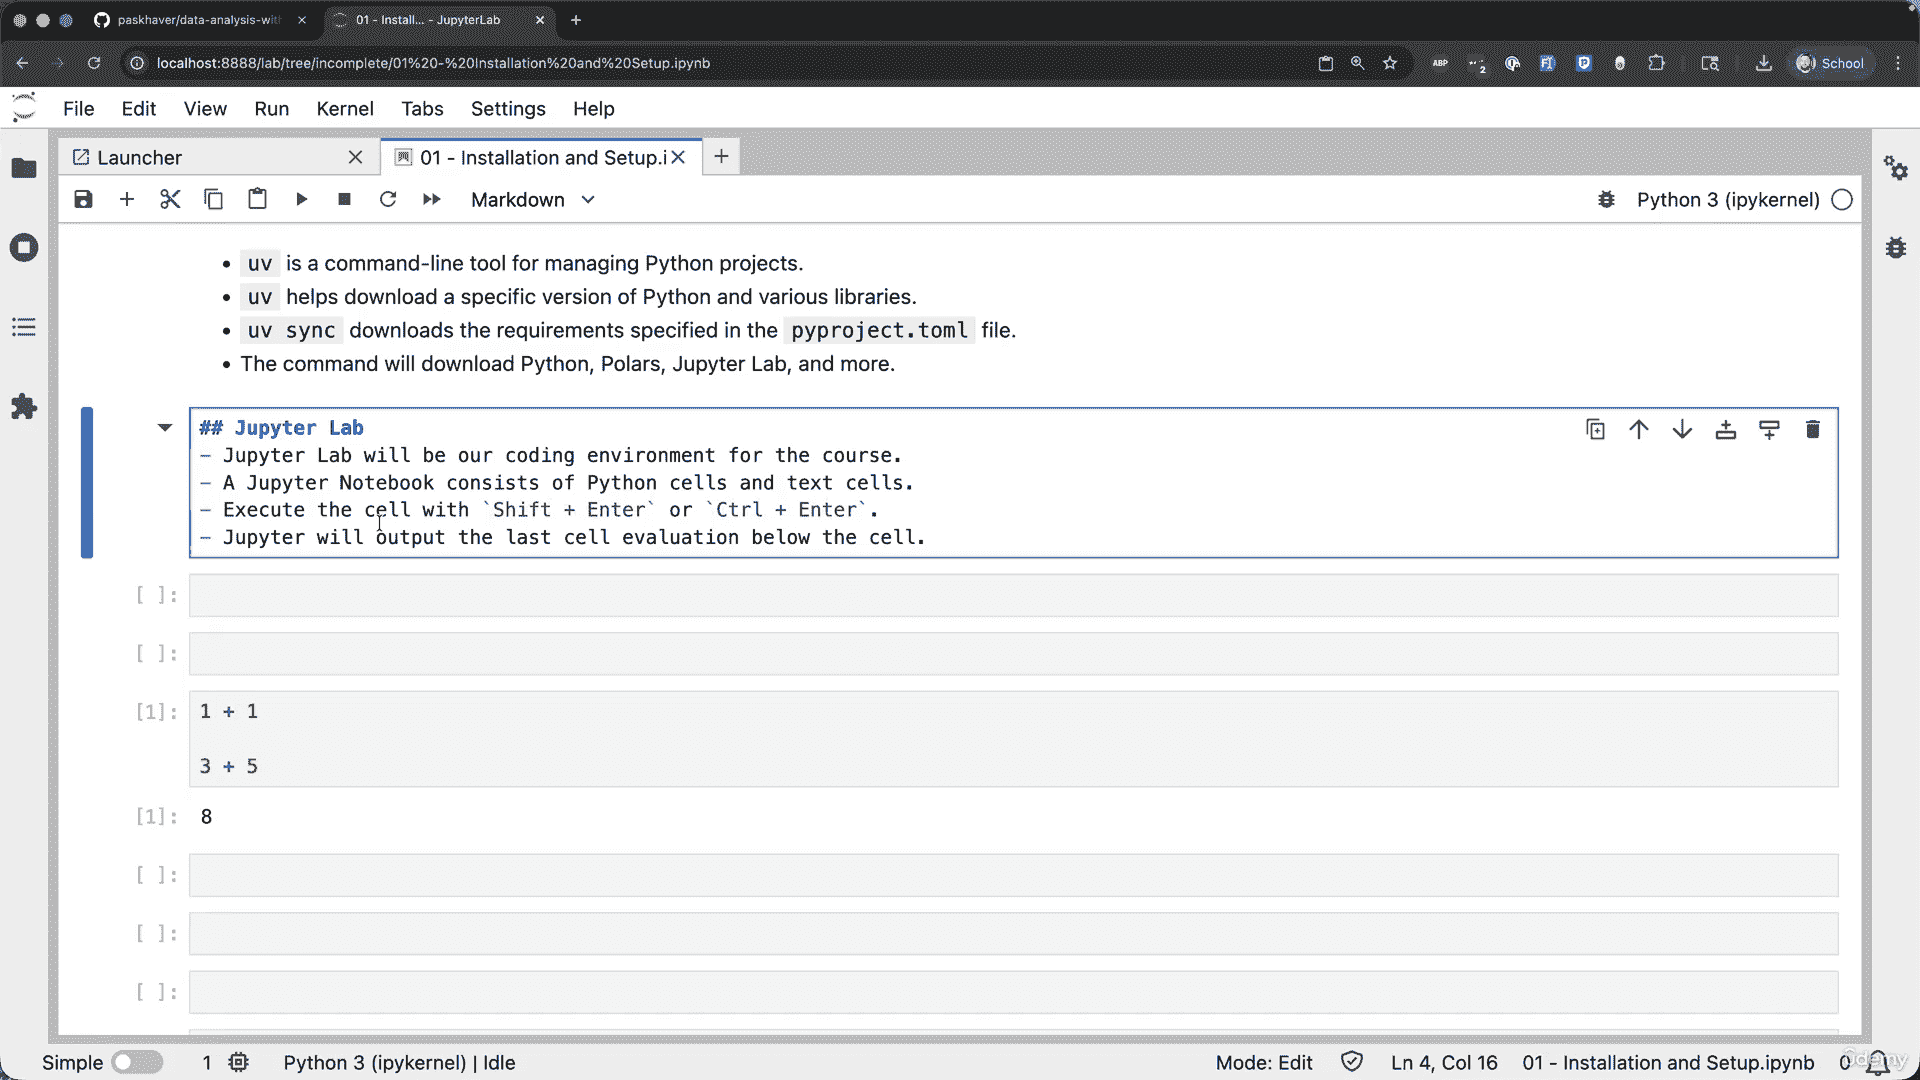 paskhaver/data-analysis-with
01 - Install... - JupyterLab
localhost:8888/lab/tree/incomplete/01%20-%20Installation%20and%20Setup.ipynb
ABP
2
School
File Edit View Run Kernel Tabs Settings Help
Launcher
01 - Installation and Setup.i
Markdown
Python 3 (ipykernel)
• uv is a command-line tool for managing Python projects.
• uv helps download a specific version of Python and various libraries.
• uv sync downloads the requirements specified in the pyproject.toml file.
• The command will download Python, Polars, Jupyter Lab, and more.
## Jupyter Lab
- Jupyter Lab will be our coding environment for the course.
- A Jupyter Notebook consists of Python cells and text cells.
- Execute the cell with `Shift + Enter` or `Ctrl + Enter`.
- Jupyter will output the last cell evaluation below the cell.
[ ]:
[ ]:
[1]: 1 + 1
3 + 5
[1]: 8
[ ]:
[ ]:
[ ]:
Simple 1 Python 3 (ipykernel) | Idle Mode: Edit Ln 4, Col 16 01 - Installation and Setup.ipynb 0
udemy